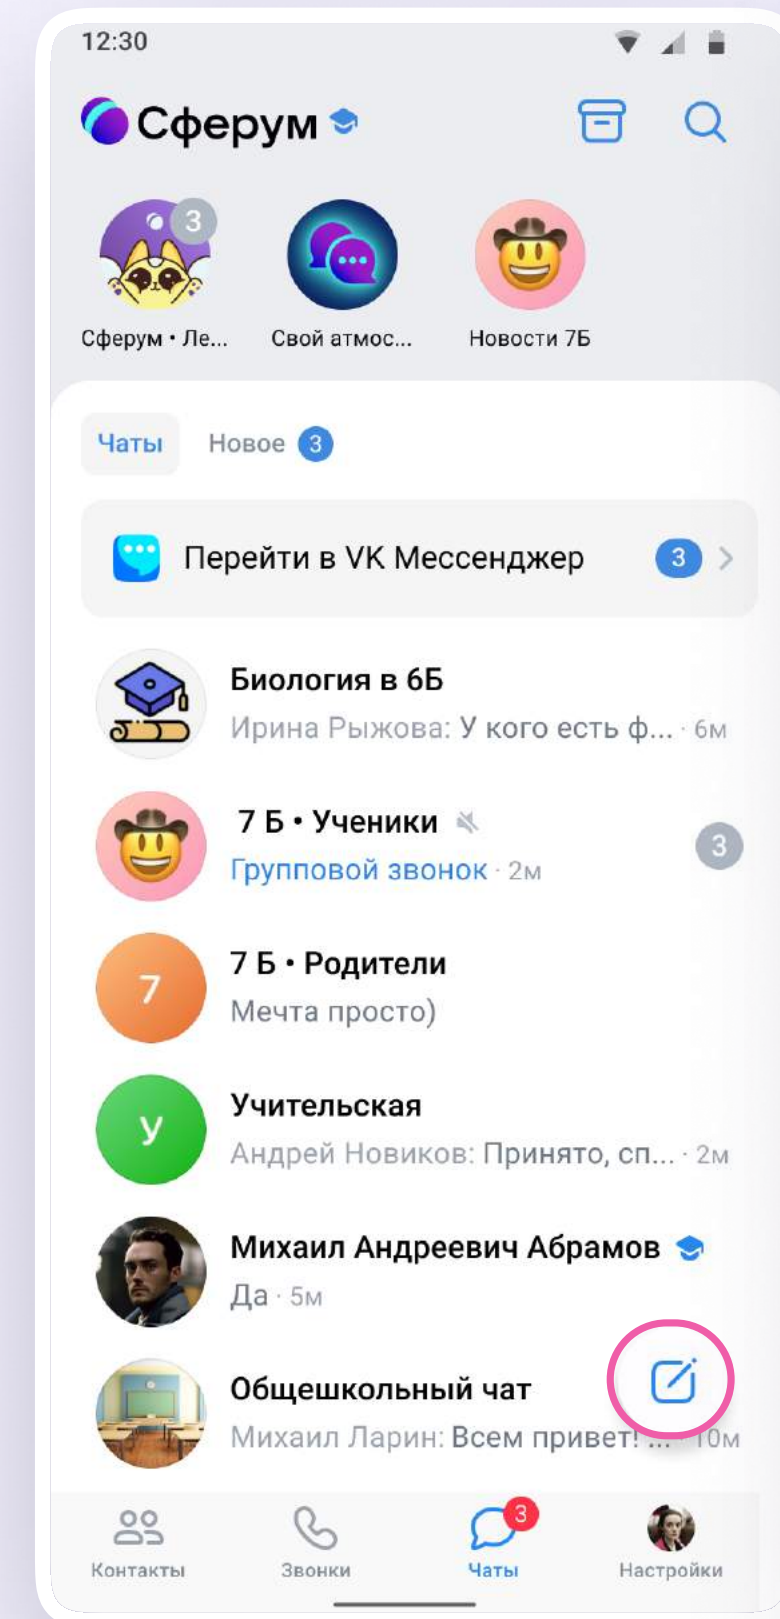 12:30
Сферум
3
Сферум • Ле...
Свой атмос...
Новости 7Б
Чаты
Новое 3
Перейти в VK Мессенджер 3
Биология в 6Б
Ирина Рыжова: У кого есть ф... · 6м
7 Б • Ученики
3
Групповой звонок · 2м
7
7 Б • Родители
Мечта просто)
У
Учительская
Андрей Новиков: Принято, сп... · 2м
Михаил Андреевич Абрамов
Да · 5м
Общешкольный чат
Михаил Ларин: Всем привет! ... 10м
3
Контакты
Звонки
Чаты
Настройки